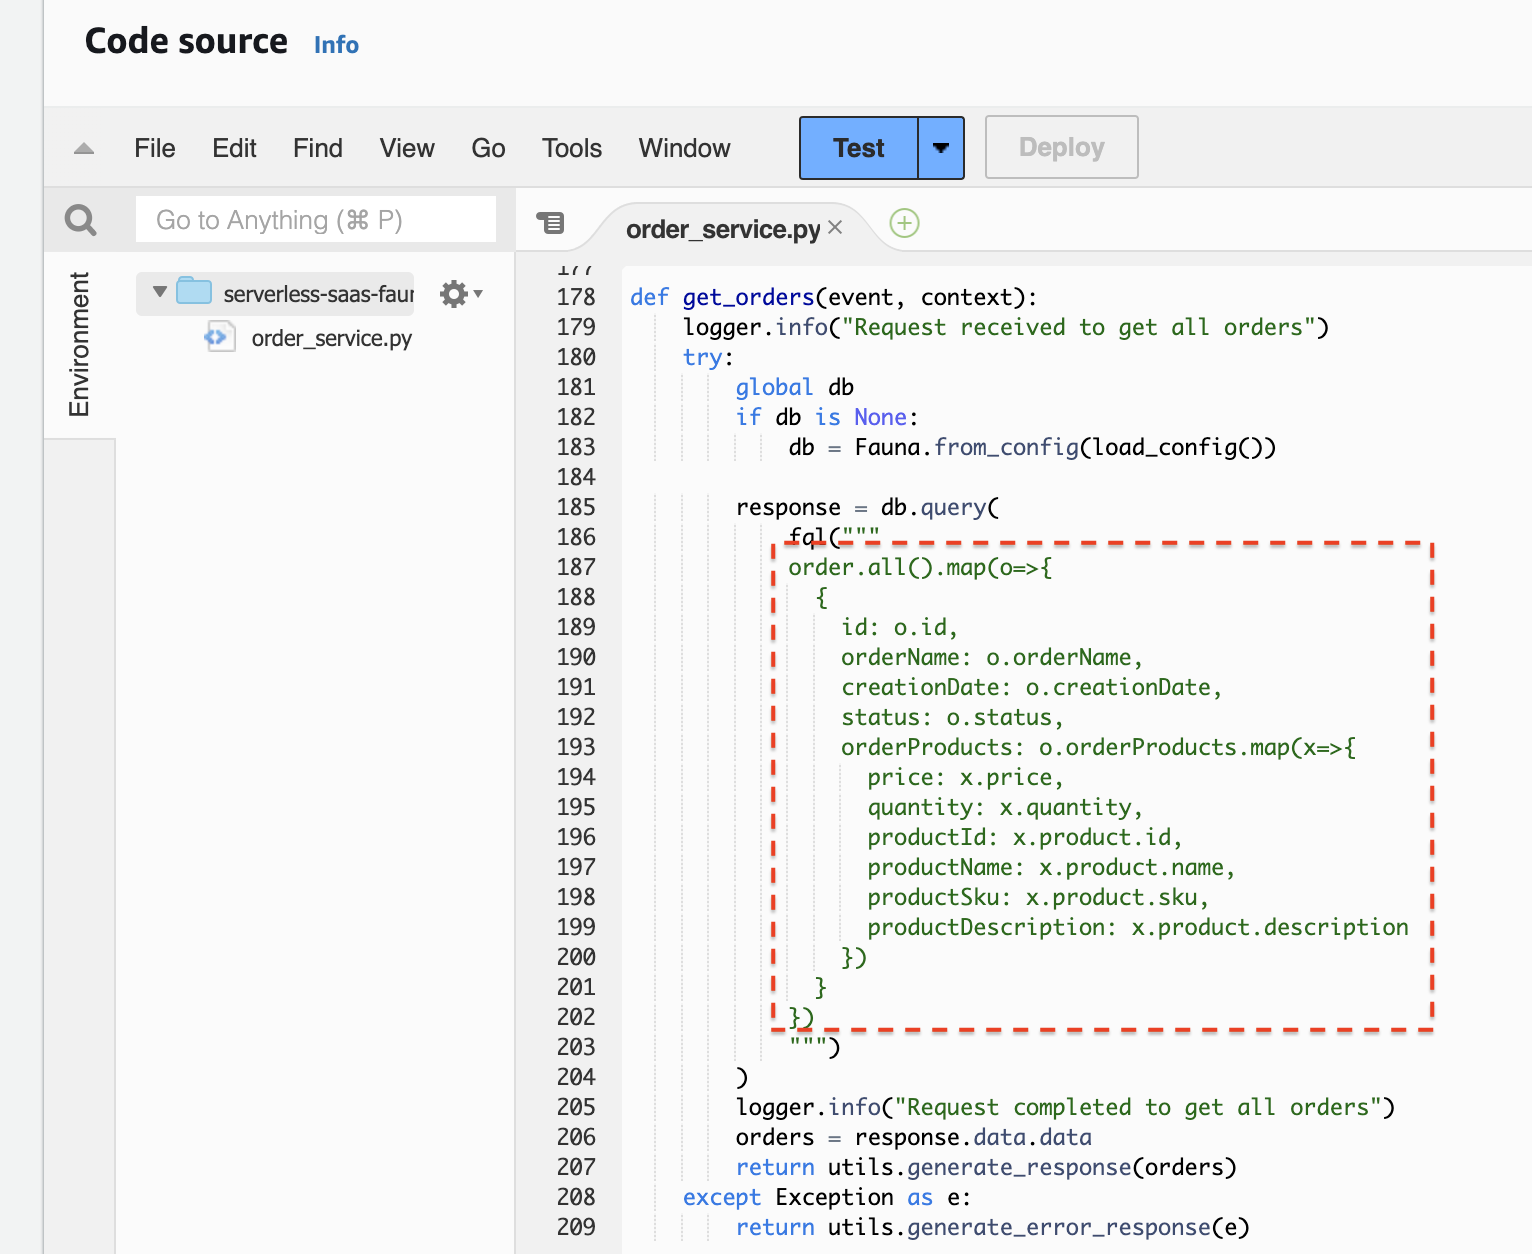 Code source Info
File Edit Find View Go Tools Window Test Deploy
Go to Anything (⌘ P)
order_service.py
Environment
serverless-saas-faun
order_service.py
177
178 def get_orders(event, context):
179 logger.info("Request received to get all orders")
180 try:
181 global db
182 if db is None:
183 db = Fauna.from_config(load_config())
184
185 response = db.query(
186 fql("""
187 order.all().map(o=>{
188 {
189 id: o.id,
190 orderName: o.orderName,
191 creationDate: o.creationDate,
192 status: o.status,
193 orderProducts: o.orderProducts.map(x=>{
194 price: x.price,
195 quantity: x.quantity,
196 productId: x.product.id,
197 productName: x.product.name,
198 productSku: x.product.sku,
199 productDescription: x.product.description
200 })
201 }
202 })
203 """)
204 )
205 logger.info("Request completed to get all orders")
206 orders = response.data.data
207 return utils.generate_response(orders)
208 except Exception as e:
209 return utils.generate_error_response(e)